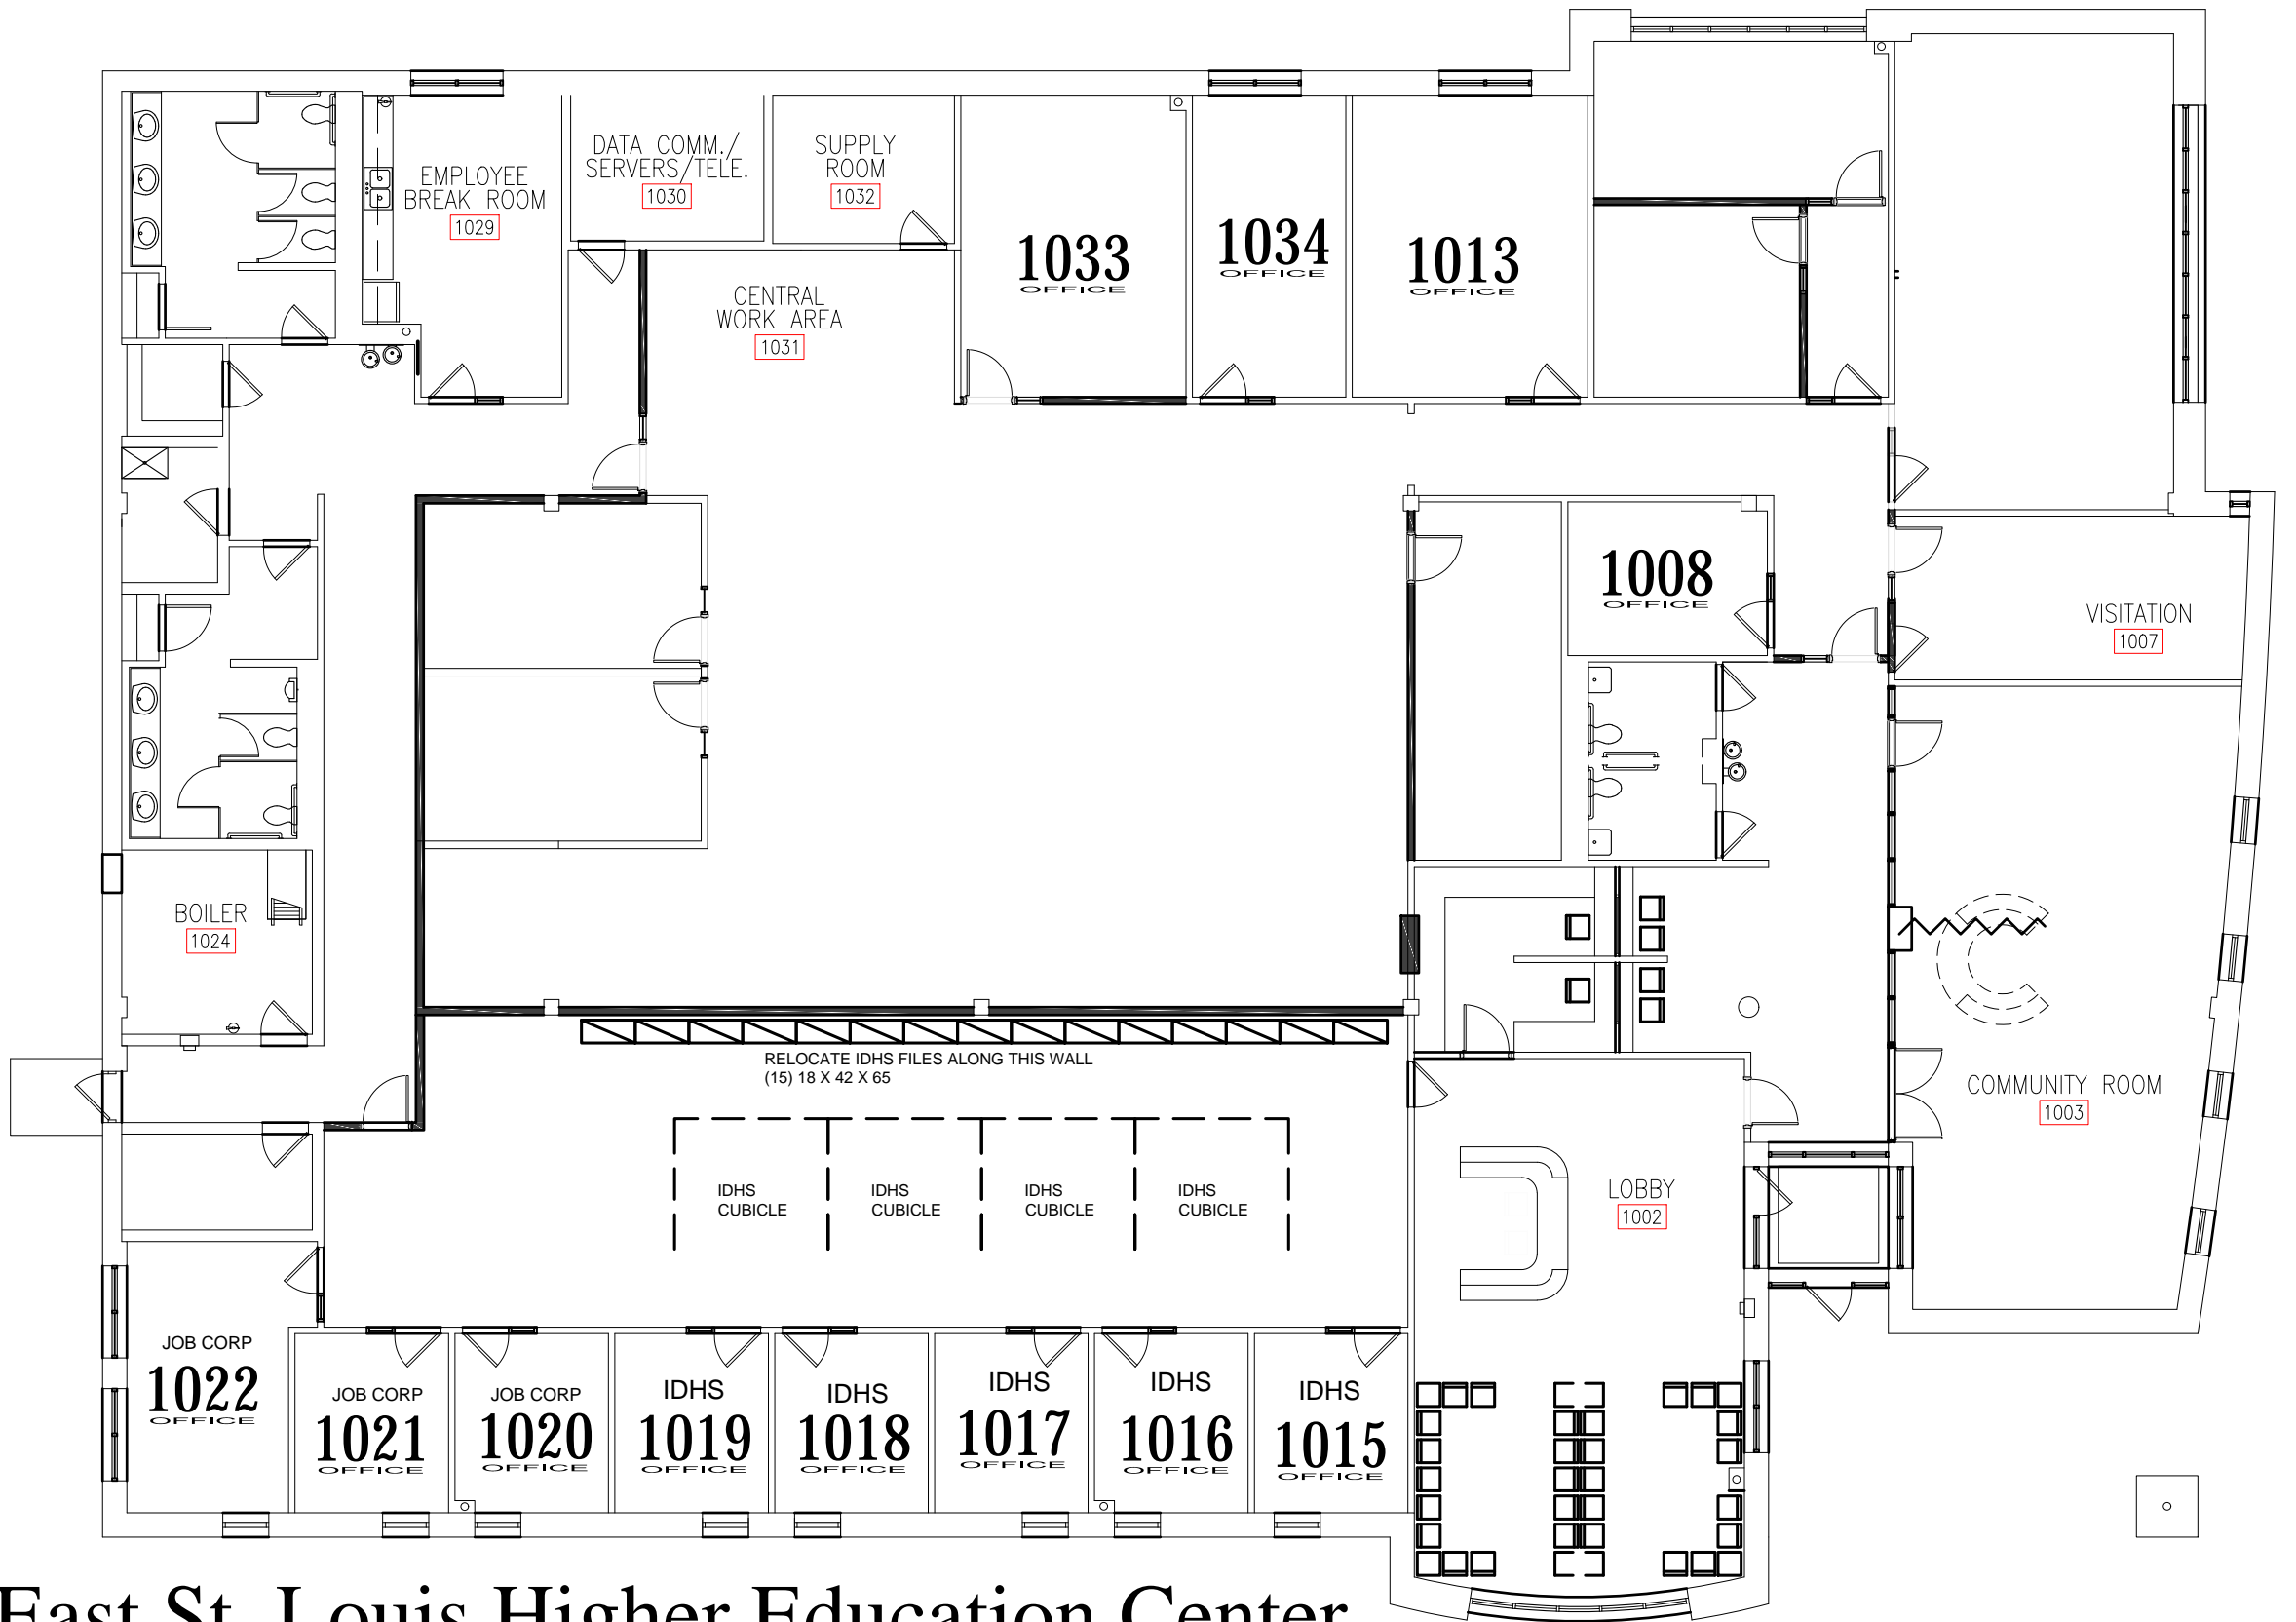 DATA COMM./
SERVERS/TELE.
1030
SUPPLY
ROOM
1032
EMPLOYEE
BREAK ROOM
1029
1033
OFFICE
1034
OFFICE
1013
OFFICE
CENTRAL
WORK AREA
1031
1008
OFFICE
VISITATION
1007
BOILER
1024
RELOCATE IDHS FILES ALONG THIS WALL
(15) 18 X 42 X 65
COMMUNITY ROOM
1003
IDHS
CUBICLE
IDHS
CUBICLE
IDHS
CUBICLE
IDHS
CUBICLE
LOBBY
1002
JOB CORP
1022
OFFICE
JOB CORP
1021
OFFICE
JOB CORP
1020
OFFICE
IDHS
1019
OFFICE
IDHS
1018
OFFICE
IDHS
1017
OFFICE
IDHS
1016
OFFICE
IDHS
1015
OFFICE
East St. Louis Higher Education Center